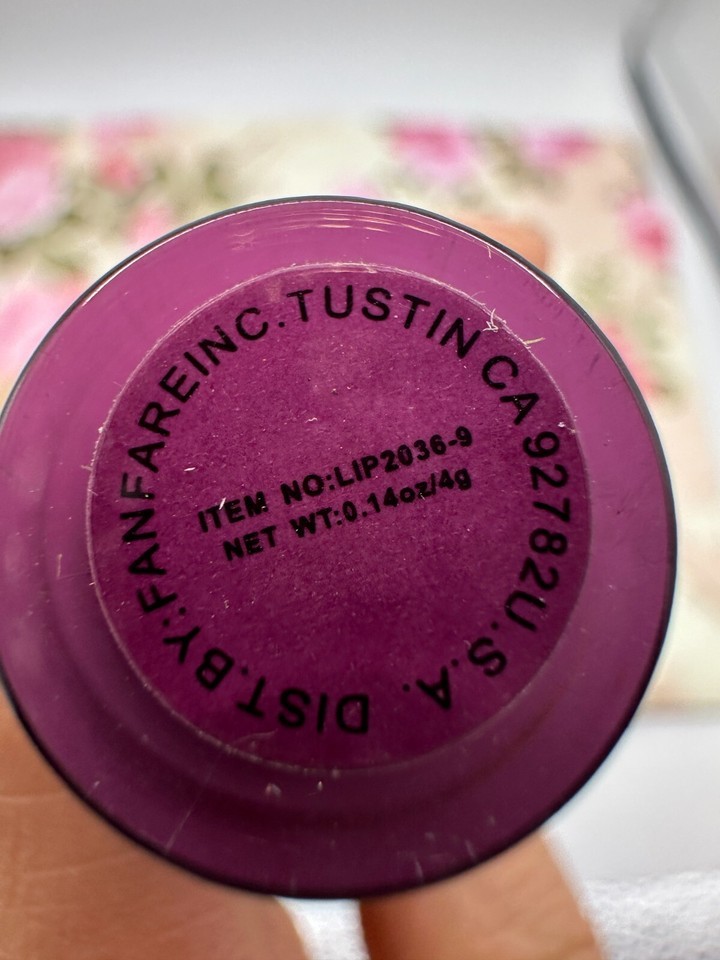 DIST.BY:FANFAREINC.TUSTIN CA 92782U.S.A.
ITEM NO:LIP2036-9
NET WT:0.14oz/4g